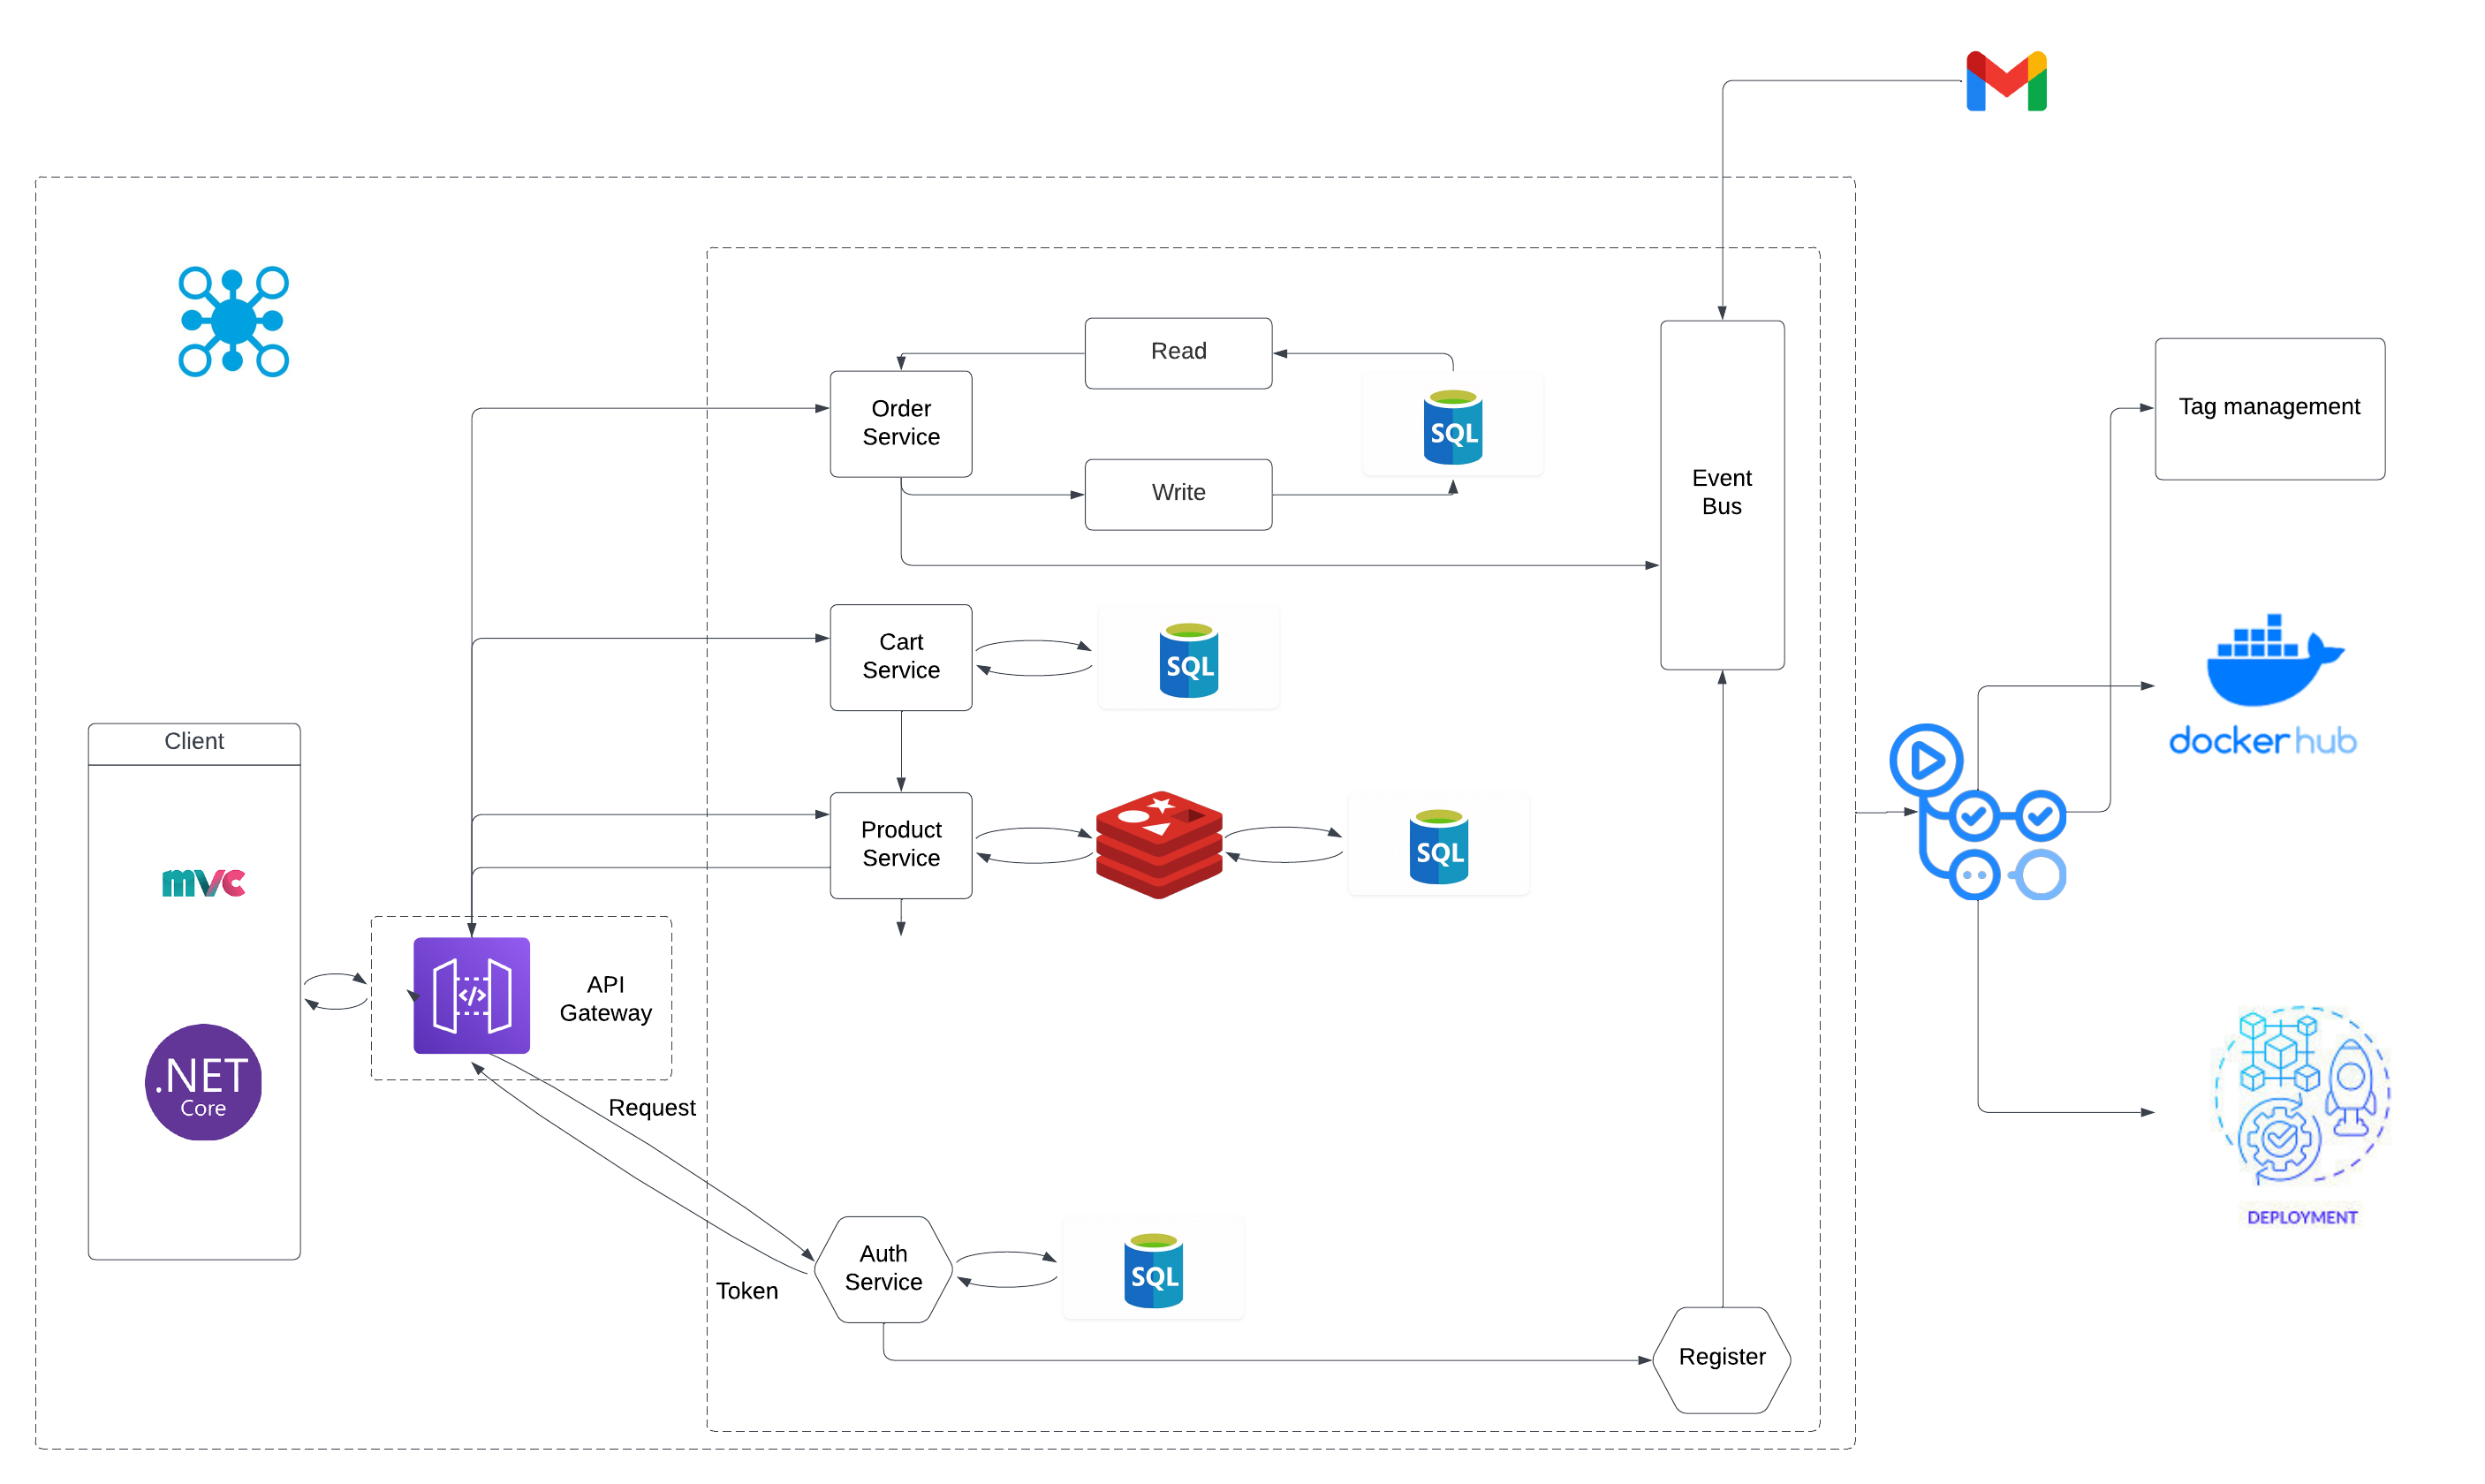 Read
Order
Service
SQL
Tag management
Write
Event
Bus
Cart
Service
SQL
docker hub
Client
Product
Service
SQL
mvc
API
Gateway
</>
.NET
Core
Request
DEPLOYMENT
Auth
Service
SQL
Token
Register